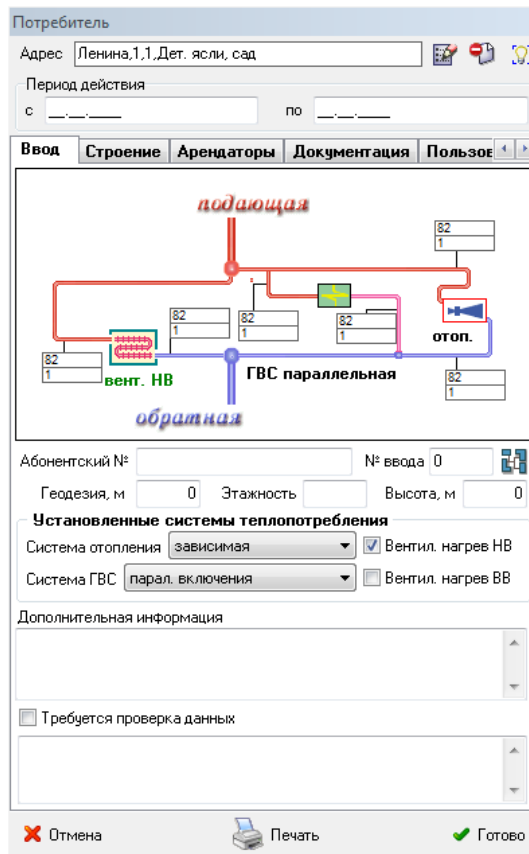 Потребитель
Адрес Ленина,1,1,Дет. ясли, сад
Период действия
с __.__.____ по __.__.____
Ввод Строение Арендаторы Документация Пользов
подающая
82
1
82
1
82
1
82
1
отоп.
82
1
82
1
вент. НВ
ГВС параллельная
обратная
Абонентский № № ввода 0
Геодезия, м 0 Этажность Высота, м 0
Установленные системы теплопотребления
Система отопления зависимая Вентил. нагрев НВ
Система ГВС парал. включения Вентил. нагрев ВВ
Дополнительная информация
Требуется проверка данных
Отмена Печать Готово